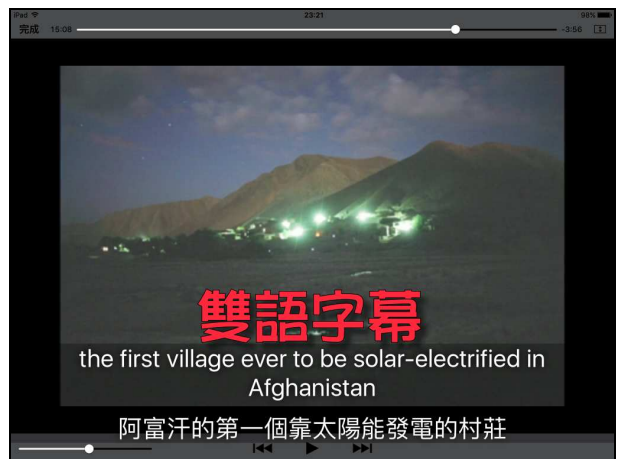 iPad 23:21 98%
完成 15:08 -3:56
雙語字幕
the first village ever to be solar-electrified in
Afghanistan
阿富汗的第一個靠太陽能發電的村莊